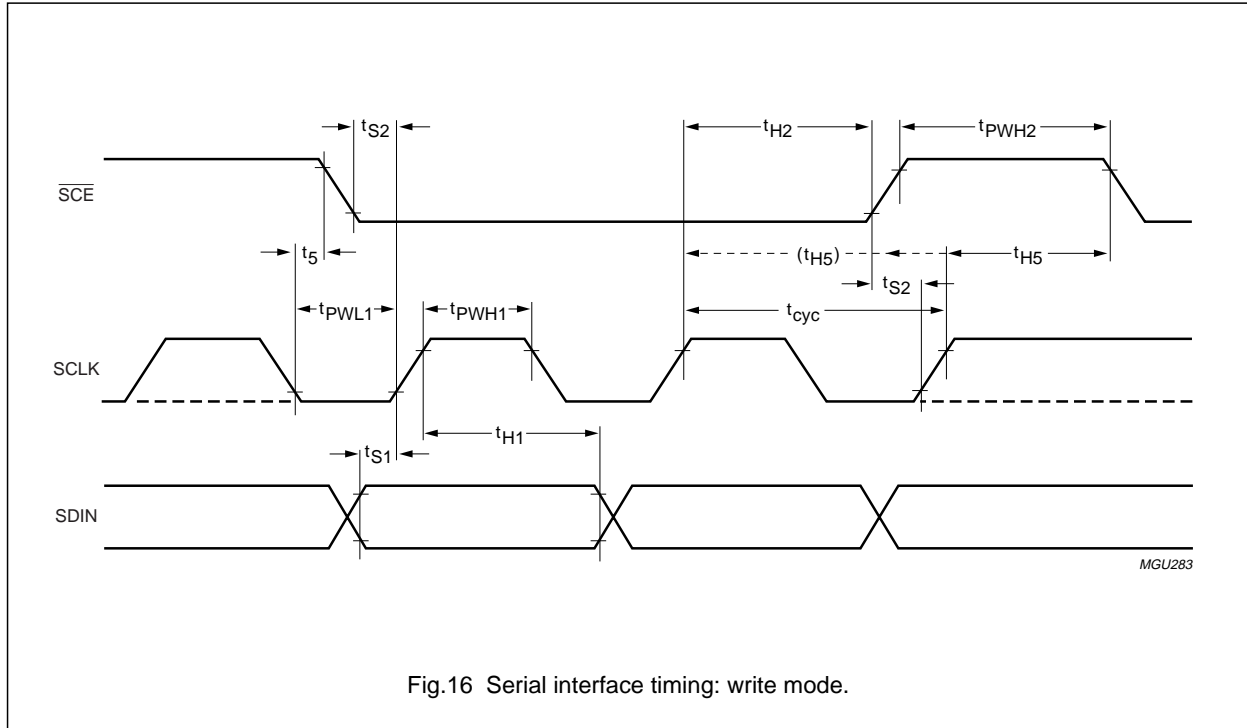 tS2
tH2
tPWH2
SCE
t5
(tH5)
tH5
tS2
tPWL1
tPWH1
tcyc
SCLK
tH1
tS1
SDIN
MGU283
Fig.16 Serial interface timing: write mode.